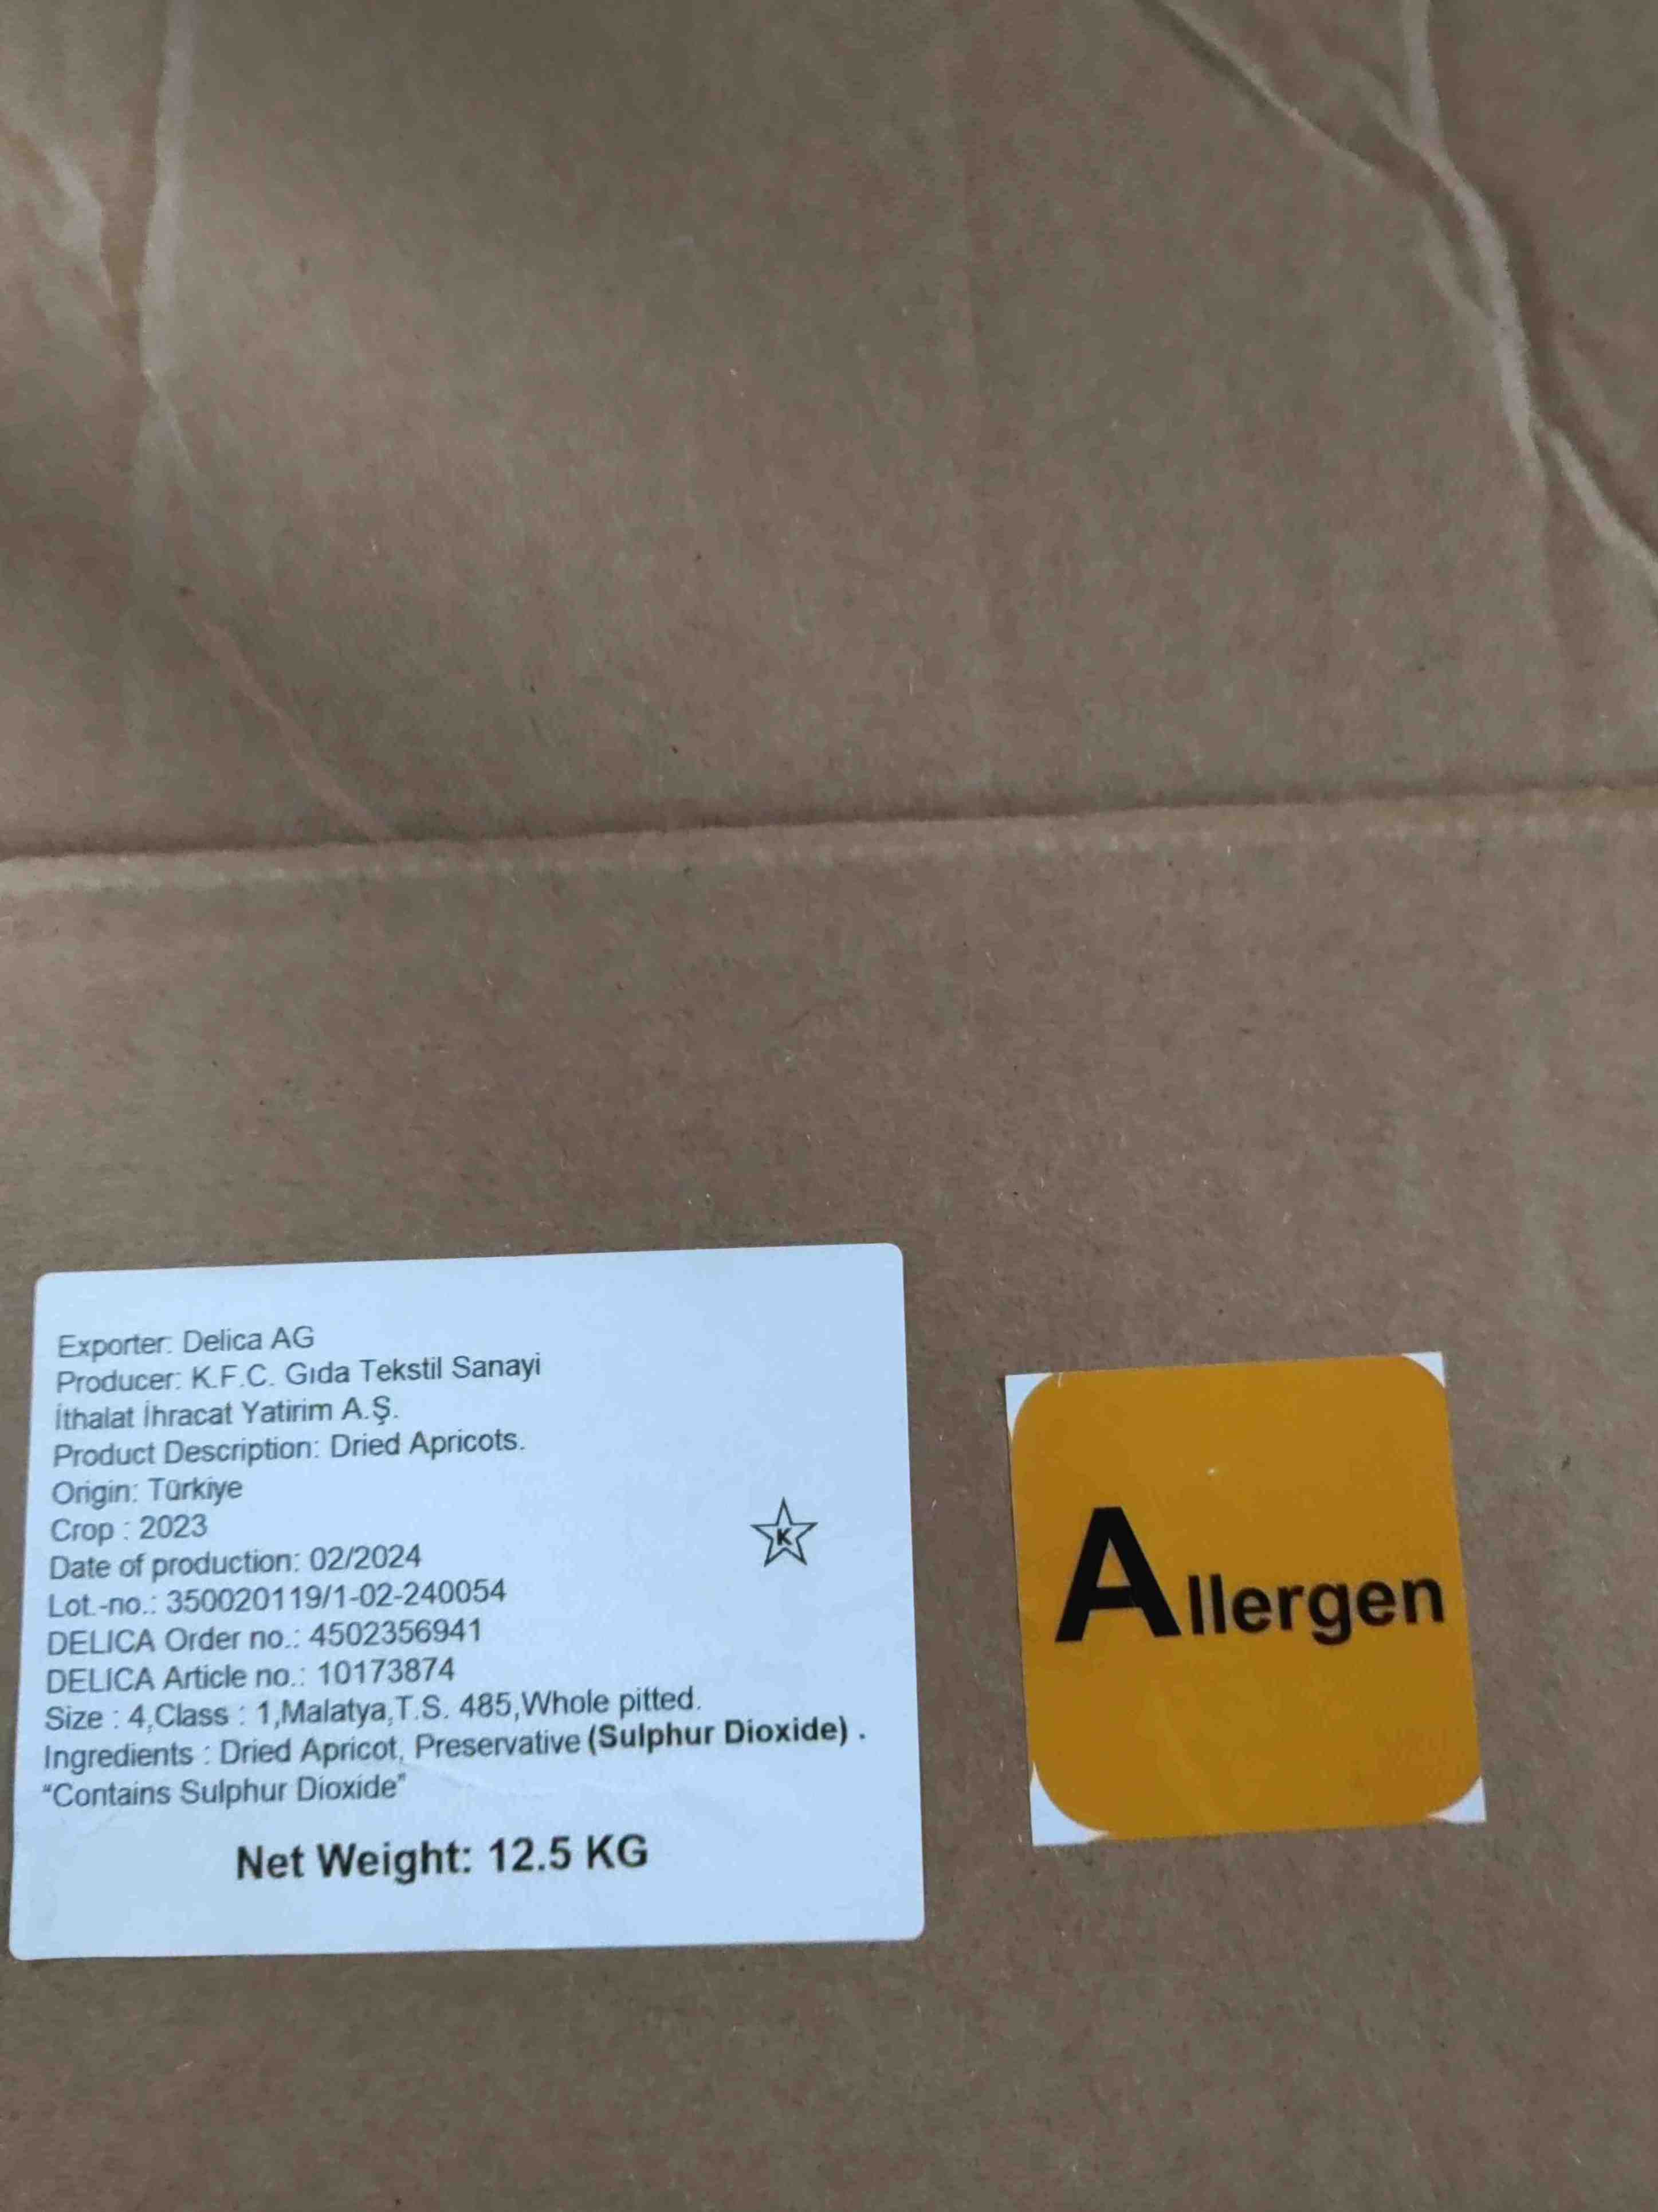 Exporter: Delica AG
Producer: K.F.C. Gıda Tekstil Sanayi
İthalat İhracat Yatirim A.Ş.
Product Description: Dried Apricots.
Origin: Türkiye
Crop : 2023
Date of production: 02/2024
Lot.-no.: 350020119/1-02-240054
DELICA Order no.: 4502356941
DELICA Article no.: 10173874
Size : 4,Class : 1,Malatya,T.S. 485,Whole pitted.
Ingredients : Dried Apricot, Preservative (Sulphur Dioxide) .
“Contains Sulphur Dioxide”
Net Weight: 12.5 KG
K
Allergen